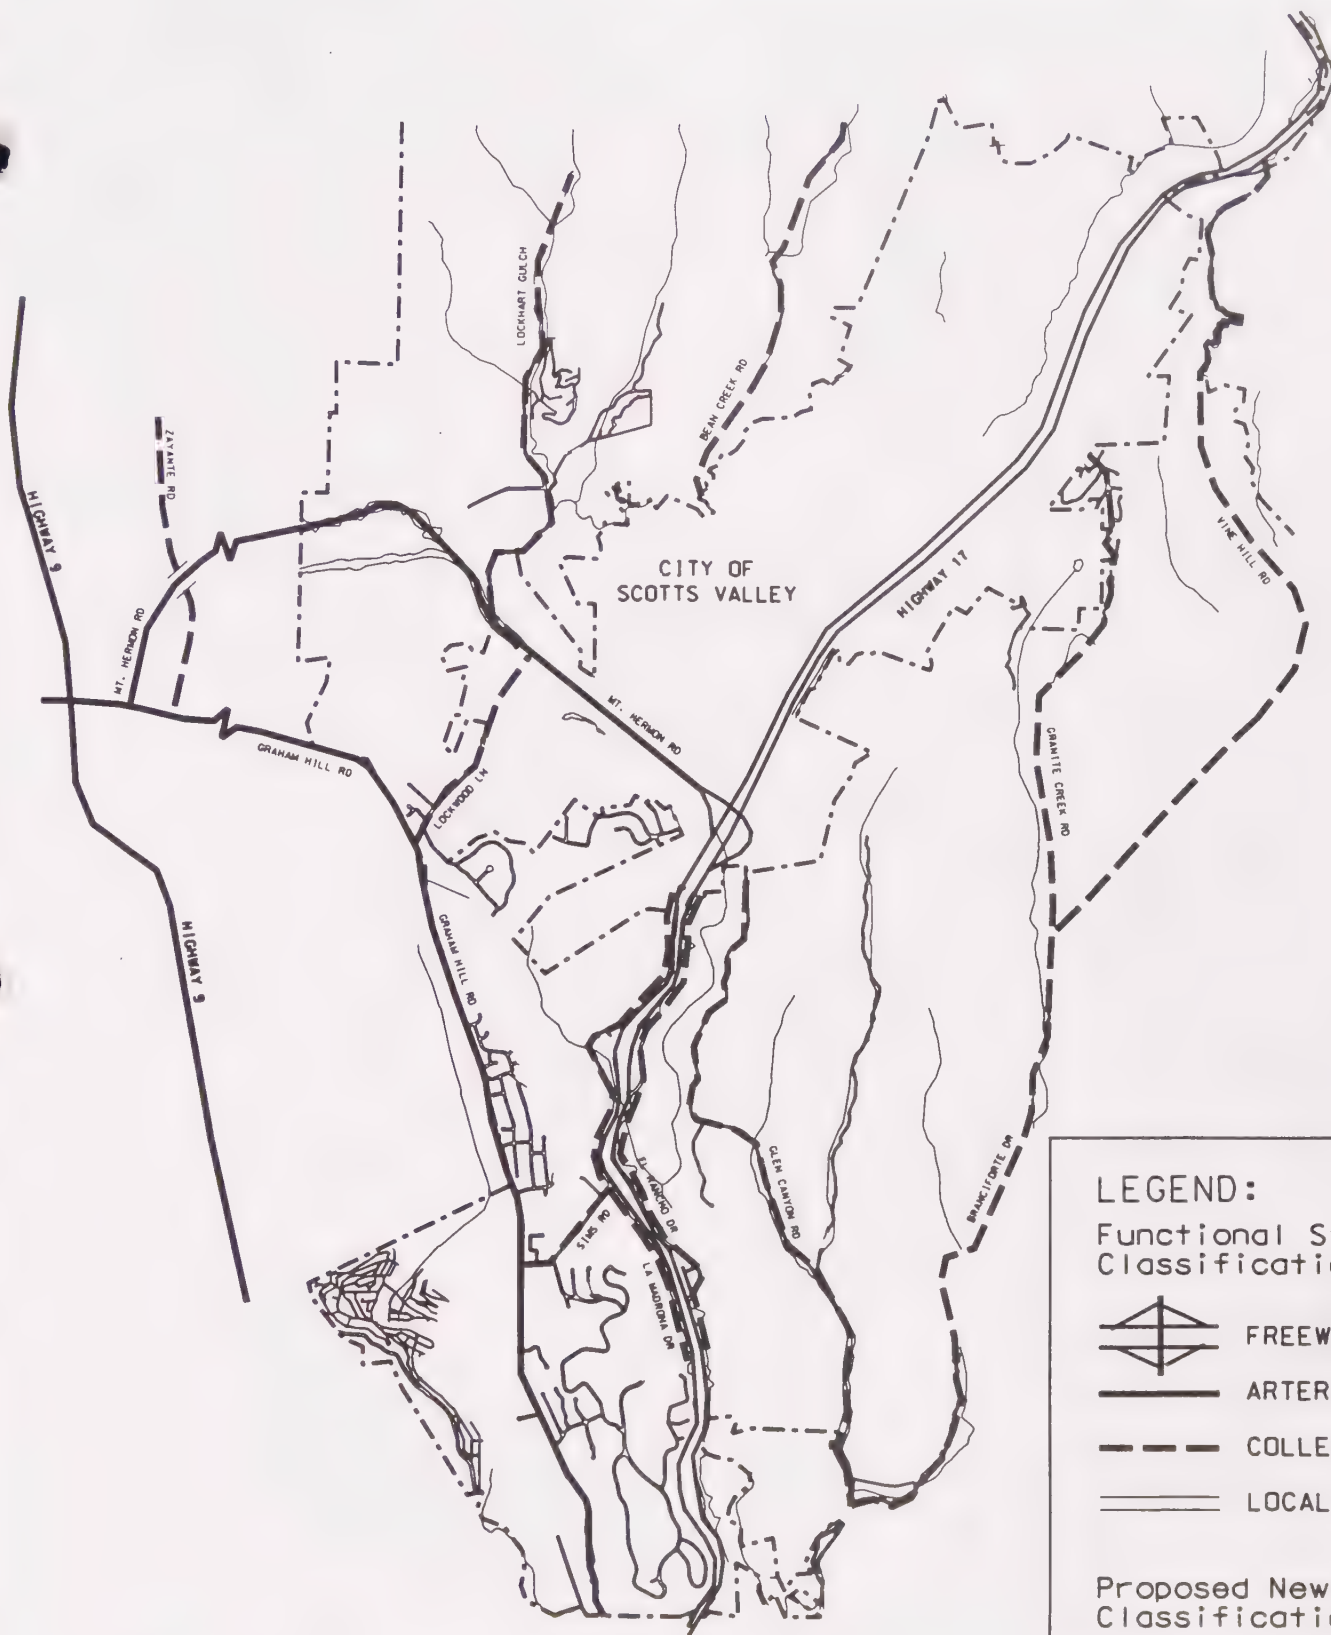 LOCKHART GULCH
BEAN CREEK RD
ZAYANTE RD
HIGHWAY 9
CITY OF
SCOTTS VALLEY
HIGHWAY 17
VINE HILL RD
MT. HERMON RD
MT. HERMON RD
GRAHAM HILL RD
LOCKWOOD LN
GRANITE CREEK RD
HIGHWAY 9
GRAHAM HILL RD
GLEN CANYON RD
BRANCIFORTE DR
EL RANCHO DR
SIMS RD
LA MADRONA DR
LEGEND:
Functional S
Classificati
FREEW
ARTER
COLLE
LOCAL
Proposed New
Classificati